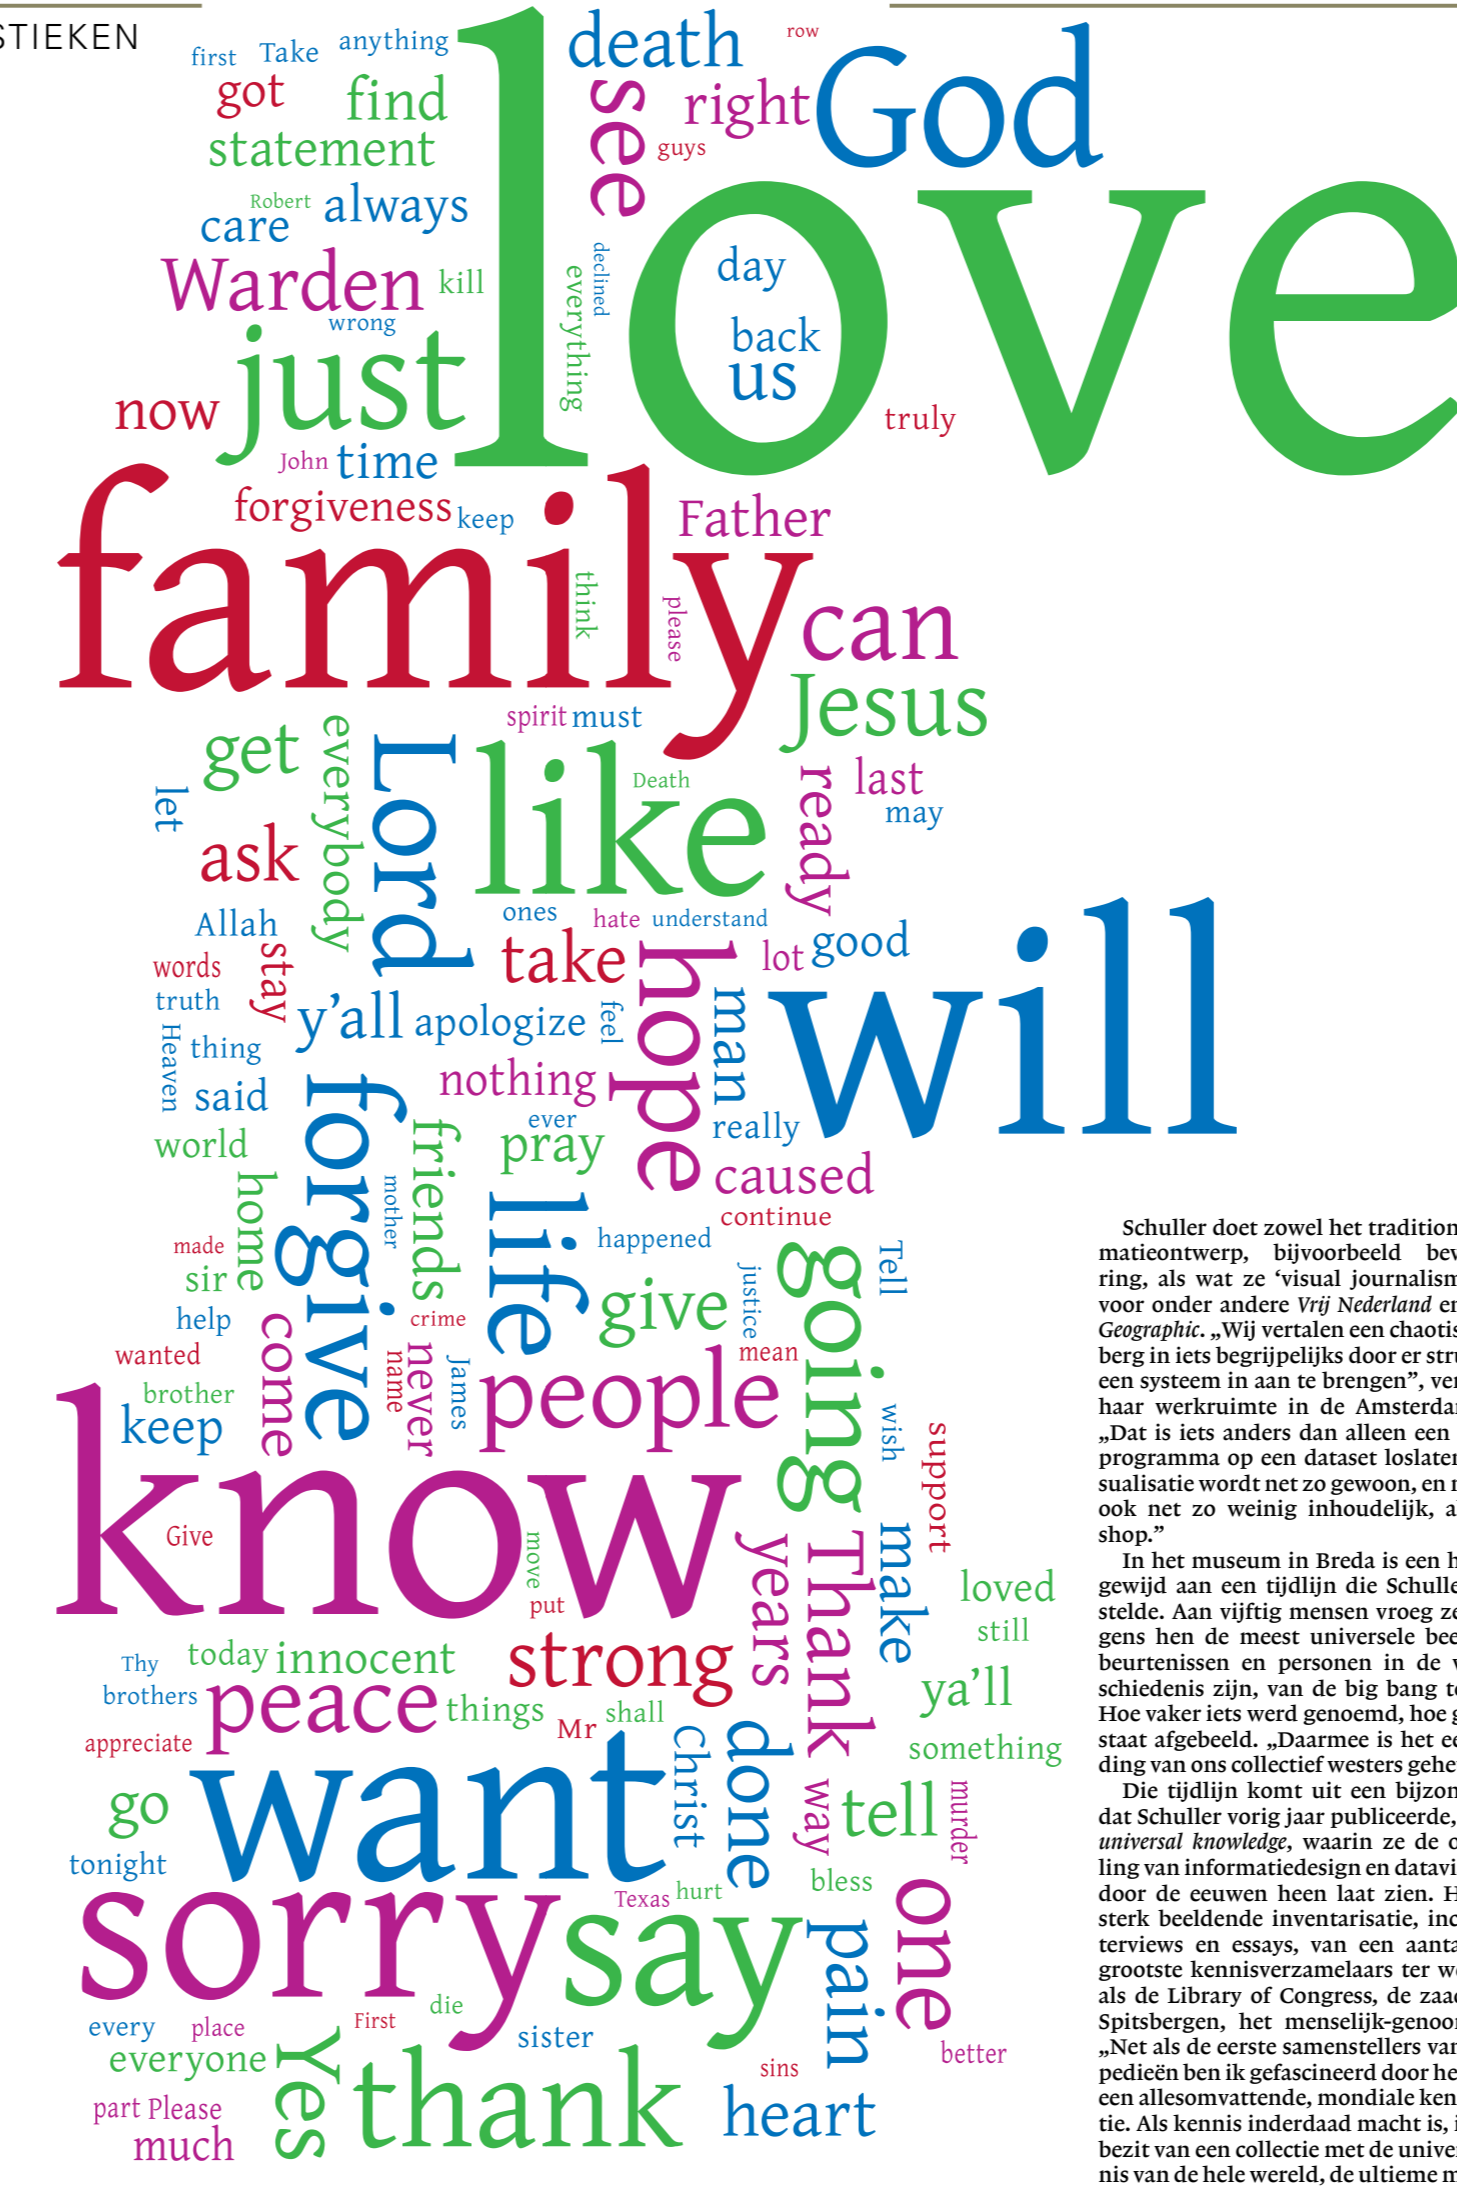 STIEKEN
first Take anything
death
row
God
got find
see
right
guys
statement
love
Robert
care always
Warden kill
wrong
declined
everything
day
back
us
just
now
truly
John time
forgiveness keep
Father
family
think
please
can
Jesus
spirit must
get
everybody
Lord
like
Death
ready
last
may
let
ask
Allah
ones hate understand
stay
words
take
hope
lot good
will
truth
y’all apologize feel
man
Heaven
thing
nothing
said
forgive
friends
ever
really
world
pray
caused
home
mother
life
continue
made
happened
going
Tell
sir
give
justice
help
come
crime
wanted
never
name
James
people
mean
brother
keep
wish
support
know
Give
move
put
years
Thank
make
loved
still
Thy
today innocent
strong
brothers
peace things
Mr shall
ya’ll
appreciate
want
Christ
done
something
go
way
tell
murder
tonight
bless
sorry
Texas hurt
say
pain
one
every place
First
die
sister
everyone
Yes
thank
sins
better
part Please
much
heart
Schuller doet zowel het tradition
matieontwerp, bijvoorbeeld bew
ring, als wat ze ‘visual journalism
voor onder andere Vrij Nederland en
Geographic. „Wij vertalen een chaotis
berg in iets begrijpelijks door er stru
een systeem in aan te brengen”, ver
haar werkruimte in de Amsterdam
„Dat is iets anders dan alleen een
programma op een dataset loslaten
sualisatie wordt net zo gewoon, en n
ook net zo weinig inhoudelijk, a
shop.”
In het museum in Breda is een h
gewijd aan een tijdlijn die Schulle
stelde. Aan vijftig mensen vroeg ze
gens hen de meest universele bee
beurtenissen en personen in de w
schiedenis zijn, van de big bang to
Hoe vaker iets werd genoemd, hoe g
staat afgebeeld. „Daarmee is het ee
ding van ons collectief westers gehe
Die tijdlijn komt uit een bijzon
dat Schuller vorig jaar publiceerde,
universal knowledge, waarin ze de o
ling van informatiedesign en datavi
door de eeuwen heen laat zien. H
sterk beeldende inventarisatie, inc
terviews en essays, van een aanta
grootste kennisverzamelaars ter we
als de Library of Congress, de zaad
Spitsbergen, het menselijk-genoom
„Net als de eerste samenstellers van
pedieën ben ik gefascineerd door he
een allesomvattende, mondiale ken
tie. Als kennis inderdaad macht is, i
bezit van een collectie met de univer
nis van de hele wereld, de ultieme m